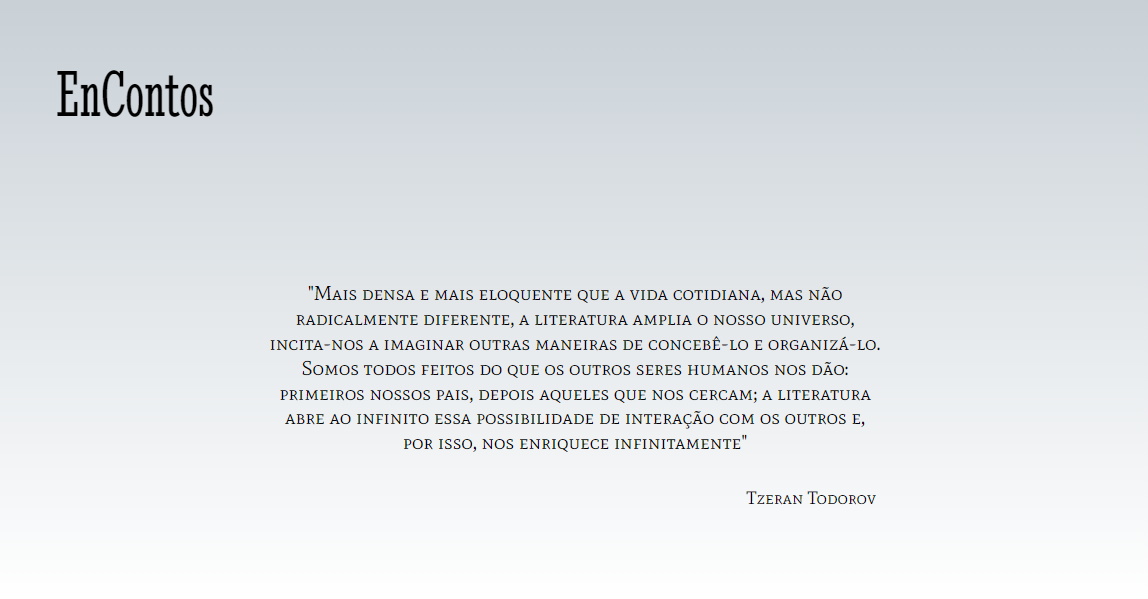 EnContos
"Mais densa e mais eloquente que a vida cotidiana, mas não
radicalmente diferente, a literatura amplia o nosso universo,
incita-nos a imaginar outras maneiras de concebê-lo e organizá-lo.
Somos todos feitos do que os outros seres humanos nos dão:
primeiros nossos pais, depois aqueles que nos cercam; a literatura
abre ao infinito essa possibilidade de interação com os outros e,
por isso, nos enriquece infinitamente"
Tzeran Todorov